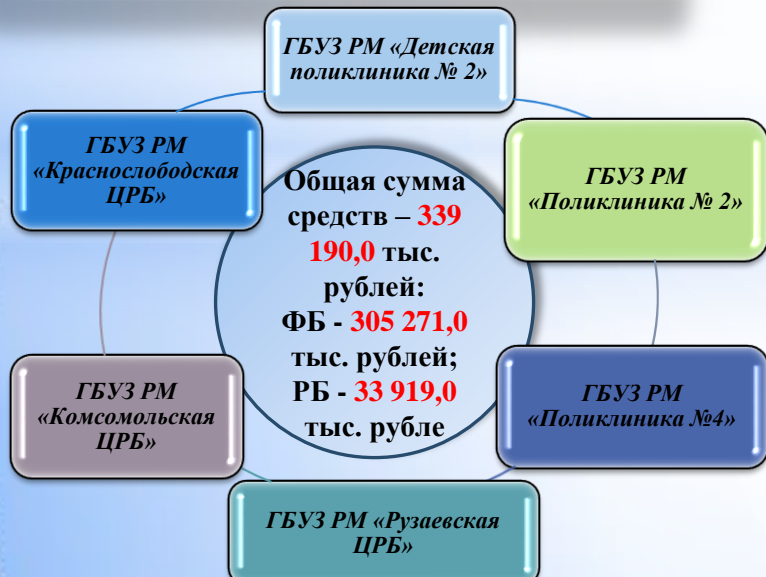 ГБУЗ РМ «Детская
поликлиника № 2»
ГБУЗ РМ
«Краснослободская
ЦРБ»
ГБУЗ РМ
«Поликлиника № 2»
Общая сумма
средств – 339
190,0 тыс.
рублей:
ФБ - 305 271,0
тыс. рублей;
РБ - 33 919,0
тыс. рубле
ГБУЗ РМ
«Комсомольская
ЦРБ»
ГБУЗ РМ
«Поликлиника №4»
ГБУЗ РМ «Рузаевская
ЦРБ»